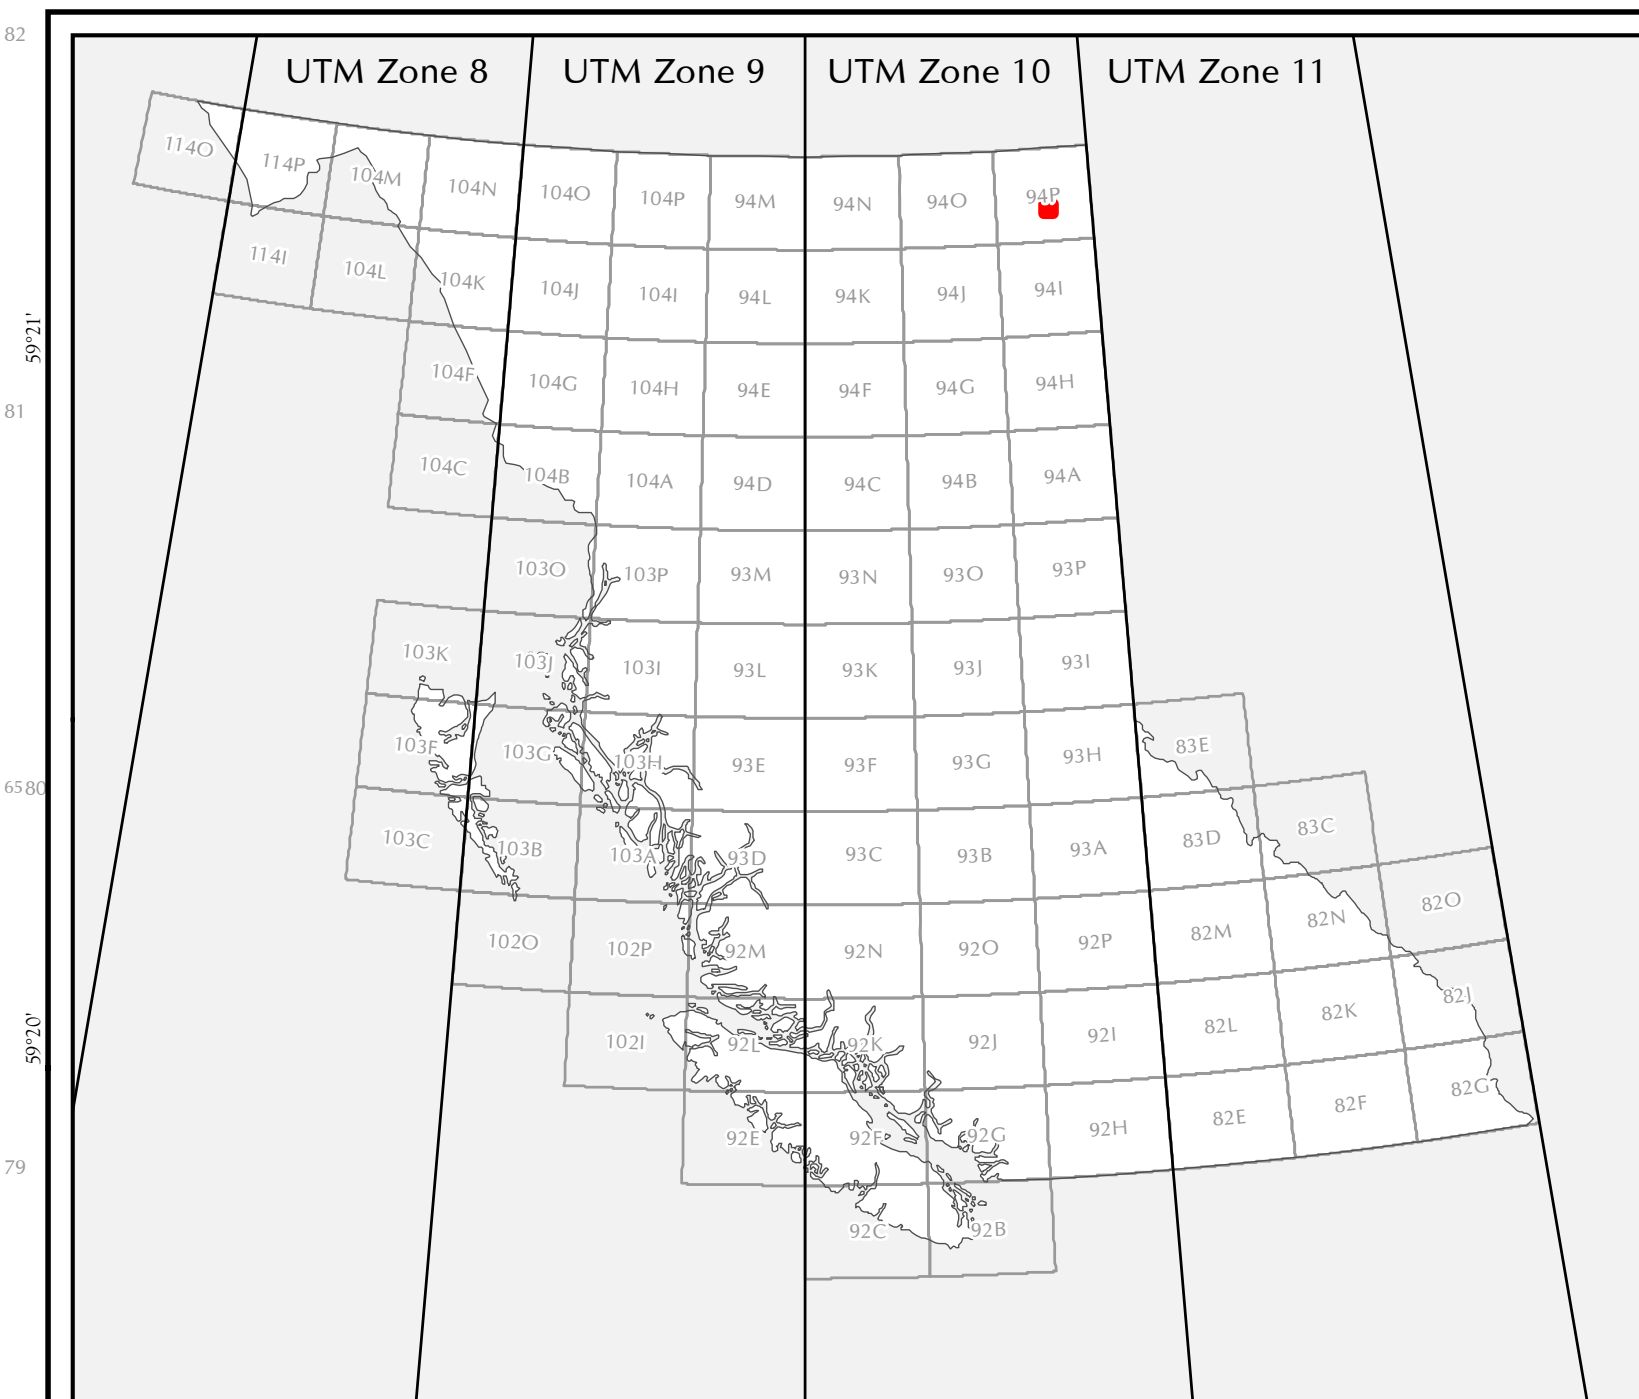 82
UTM Zone 8 UTM Zone 9 UTM Zone 10 UTM Zone 11
114O 114P 104M 104N 104O 104P 94M 94N 94O 94P
114I 104L 104K 104J 104I 94L 94K 94J 94I
59°21'
104F 104G 104H 94E 94F 94G 94H
81
104C 104B 104A 94D 94C 94B 94A
103O 103P 93M 93N 93O 93P
103K 103J 103I 93L 93K 93J 93I
103F 103G 103H 93E 93F 93G 93H 83E
6580
103C 103B 103A 93D 93C 93B 93A 83D 83C
102O 102P 92M 92N 92O 92P 82M 82N 82O
59°20'
102I 92L 92K 92J 92I 82L 82K 82J
92E 92F 92G 92H 82E 82F 82G
79
92C 92B